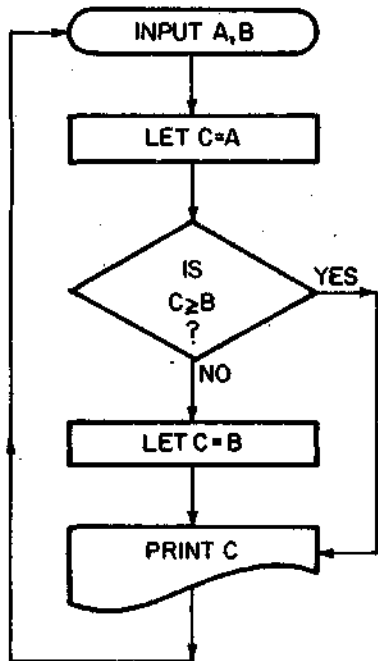 INPUT A,B
LET C=A
IS
C≥B
?
YES
NO
LET C=B
PRINT C